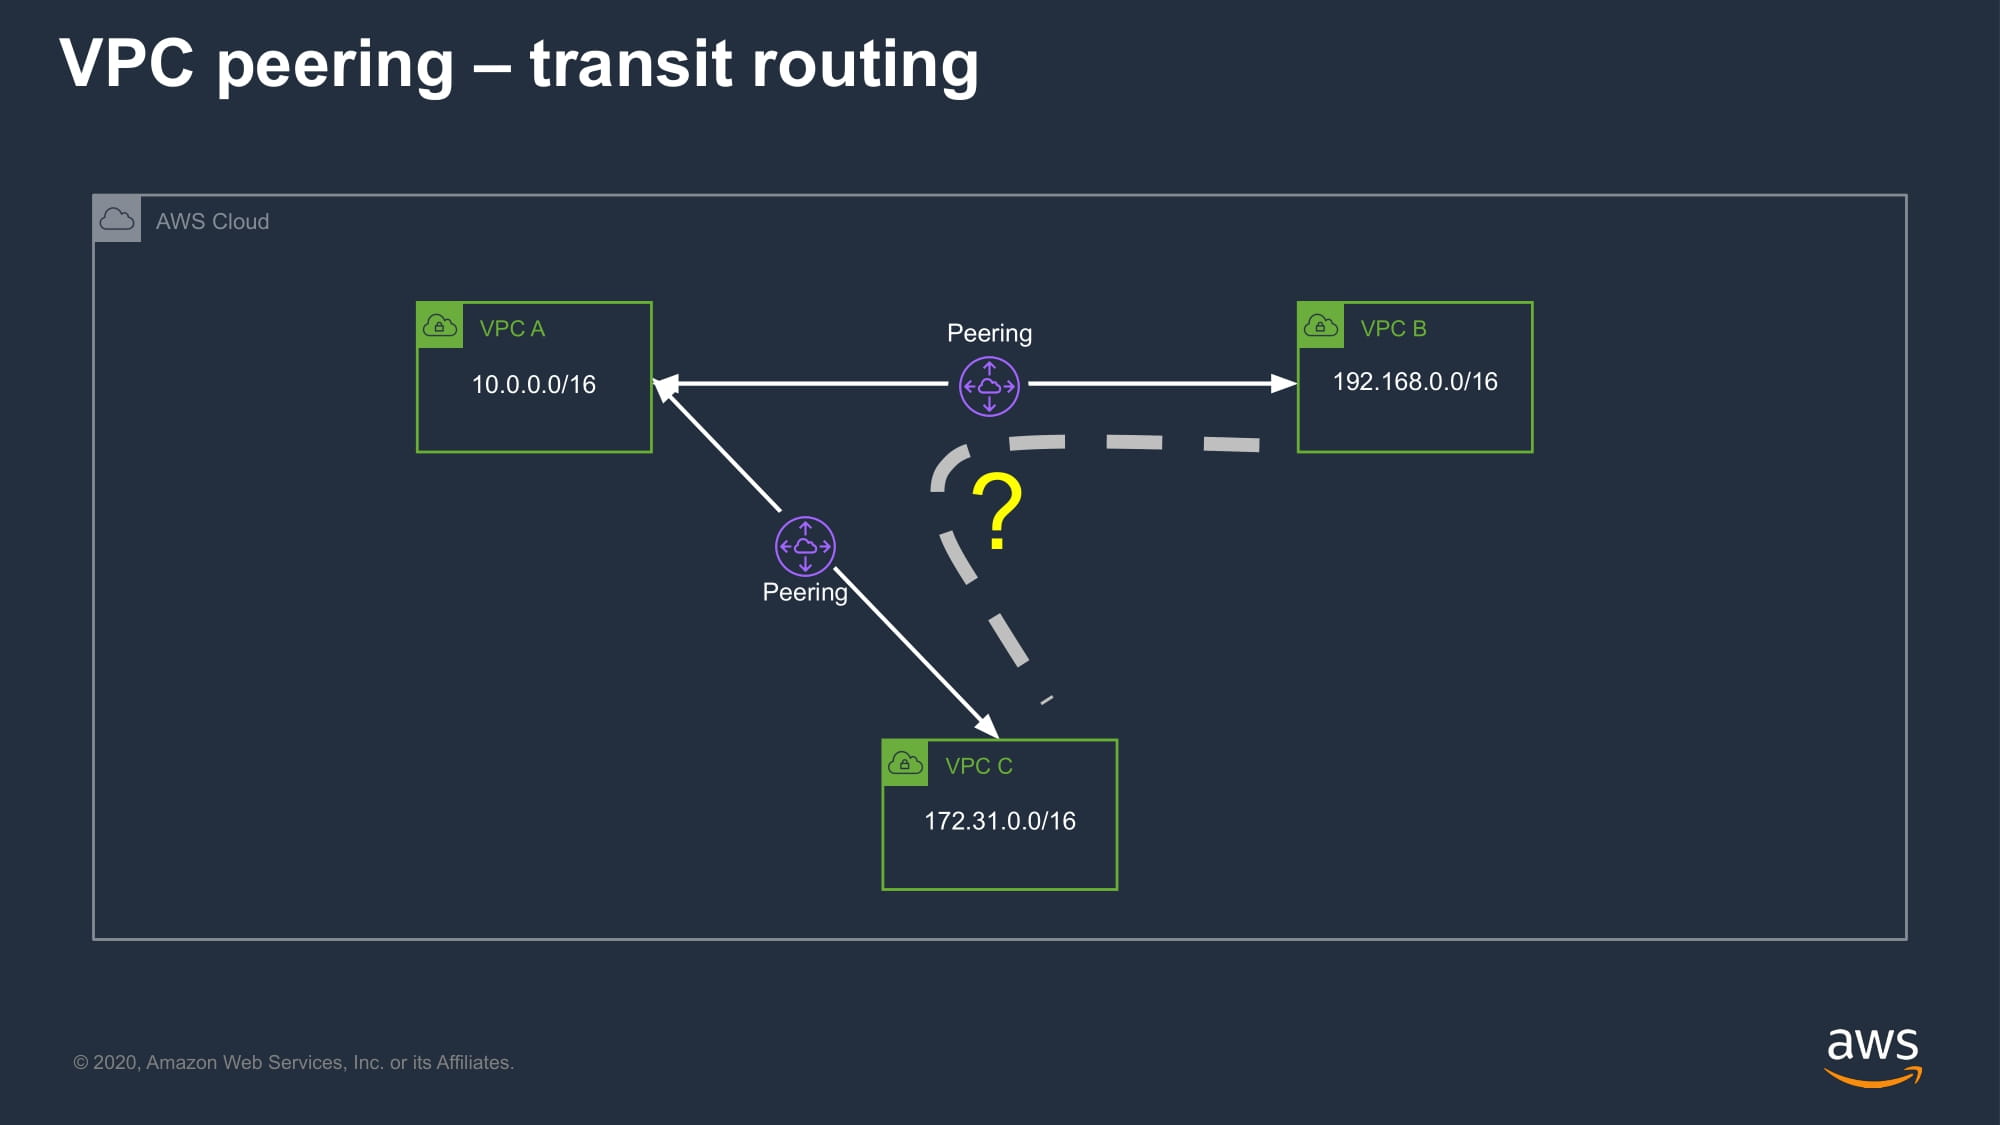 VPC peering – transit routing
AWS Cloud
VPC A
10.0.0.0/16
Peering
VPC B
192.168.0.0/16
?
Peering
VPC C
172.31.0.0/16
© 2020, Amazon Web Services, Inc. or its Affiliates.
aws